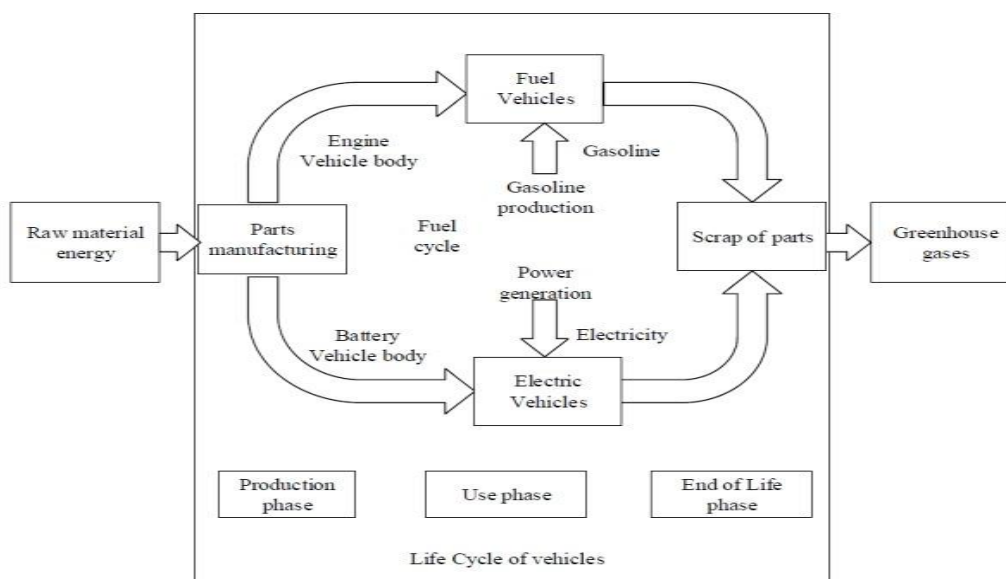 Fuel
Vehicles
Engine
Vehicle body
Gasoline
Gasoline
production
Raw material
energy
Parts
manufacturing
Fuel
cycle
Scrap of parts
Greenhouse
gases
Power
generation
Battery
Vehicle body
Electricity
Electric
Vehicles
Production
phase
Use phase
End of Life
phase
Life Cycle of vehicles